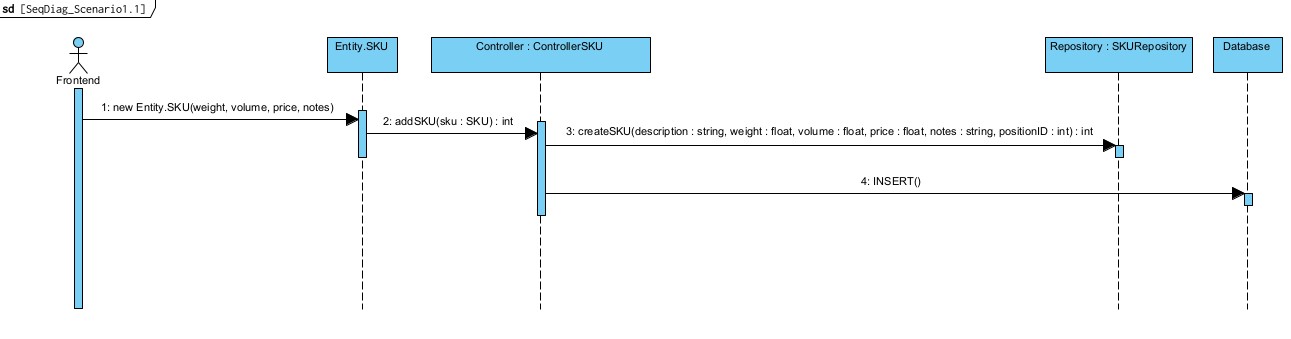 sd [SeqDiag_Scenario1.1]
Entity.SKU
Controller : ControllerSKU
Repository : SKURepository
Database
Frontend
1: new Entity.SKU(weight, volume, price, notes)
2: addSKU(sku : SKU) : int
3: createSKU(description : string, weight : float, volume : float, price : float, notes : string, positionID : int) : int
4: INSERT()